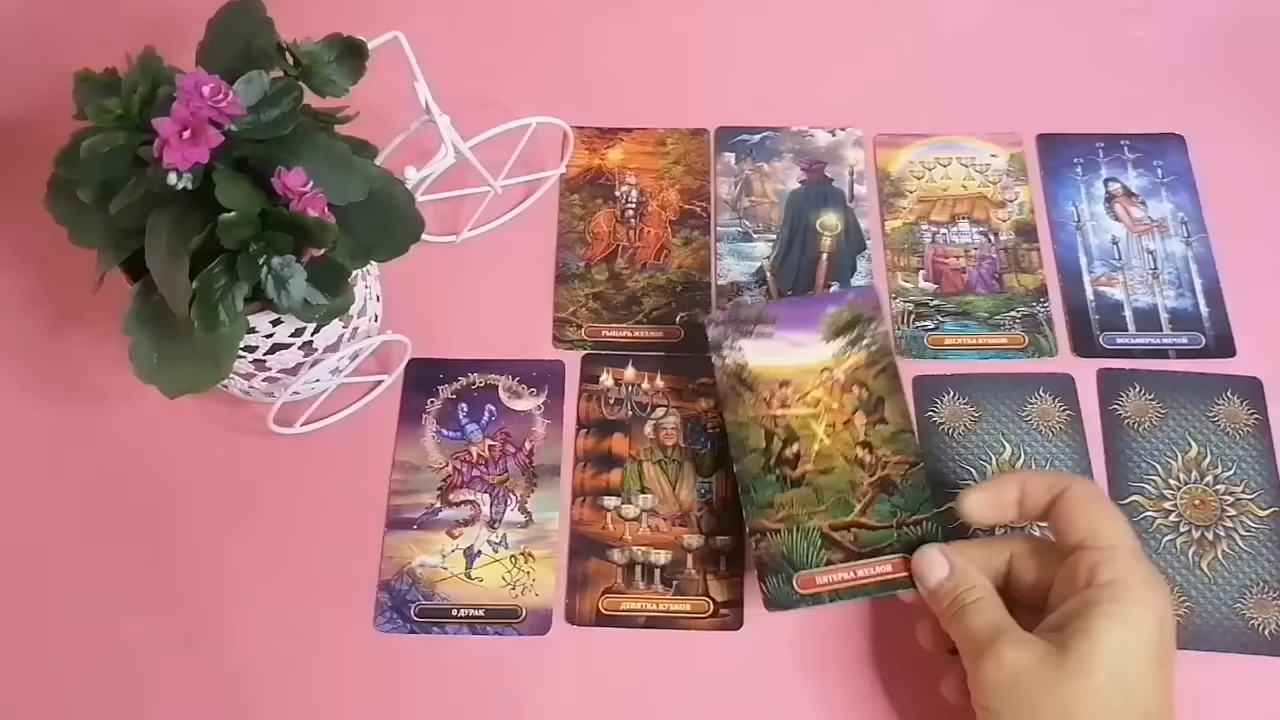 РЫЦАРЬ ЖЕЗЛОВ
ДЕСЯТКА КУБКОВ
ВОСЬМЕРКА МЕЧЕЙ
0 ДУРАК
ДЕВЯТКА КУБКОВ
ПЯТЕРКА ЖЕЗЛОВ